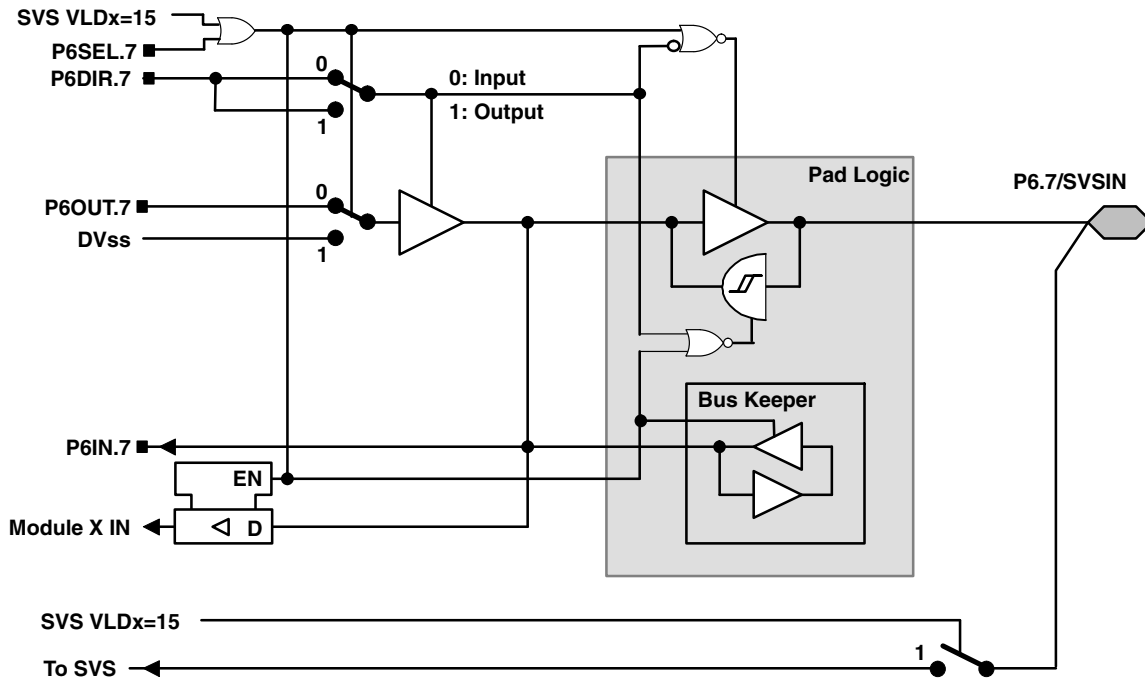 SVS VLDx=15
P6SEL.7
P6DIR.7
0
0: Input
1: Output
1
Pad Logic
P6.7/SVSIN
P6OUT.7
0
DVss
1
Bus Keeper
P6IN.7
EN
Module X IN
D
SVS VLDx=15
1
To SVS